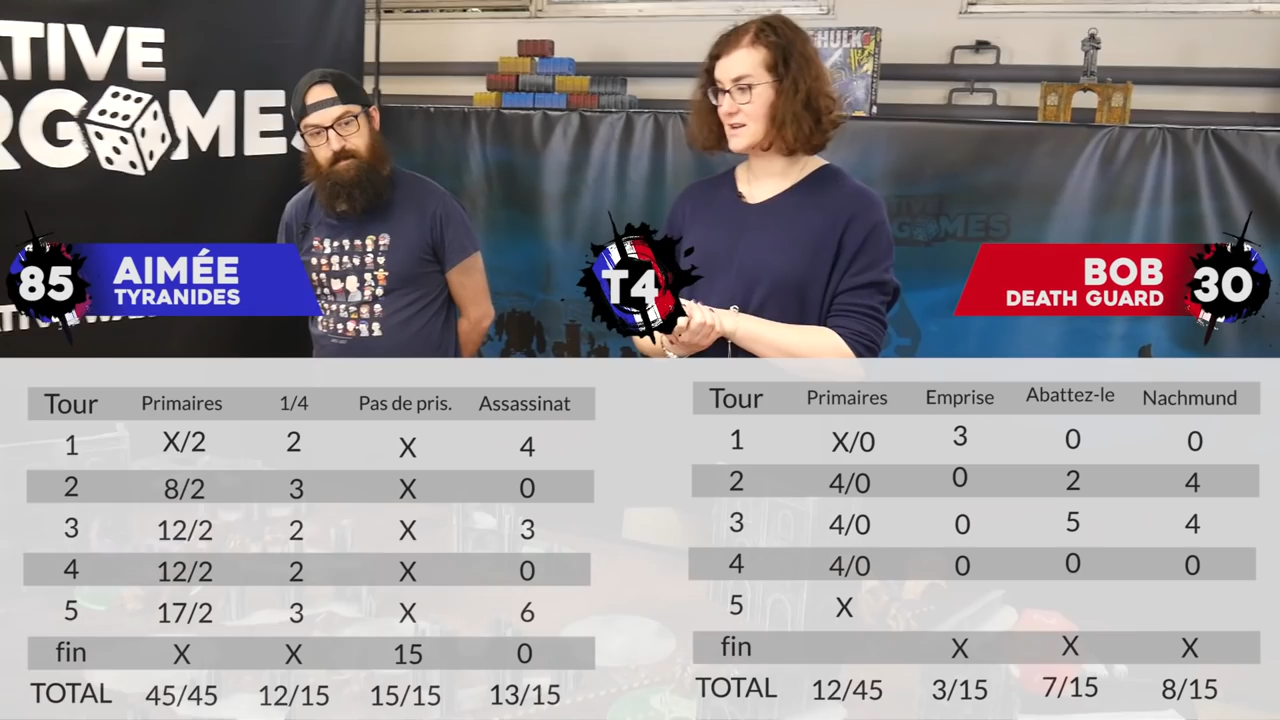 ATIVE
RGAMES
HULK
ATIVE
GAMES
85
AIMÉE
TYRANIDES
T4
BOB
DEATH GUARD
30
Tour Primaires 1/4 Pas de pris. Assassinat
1 X/2 2 X 4
2 8/2 3 X 0
3 12/2 2 X 3
4 12/2 2 X 0
5 17/2 3 X 6
fin X X 15 0
TOTAL 45/45 12/15 15/15 13/15
Tour Primaires Emprise Abattez-le Nachmund
1 X/0 3 0 0
2 4/0 0 2 4
3 4/0 0 5 4
4 4/0 0 0 0
5 X
fin X X X
TOTAL 12/45 3/15 7/15 8/15